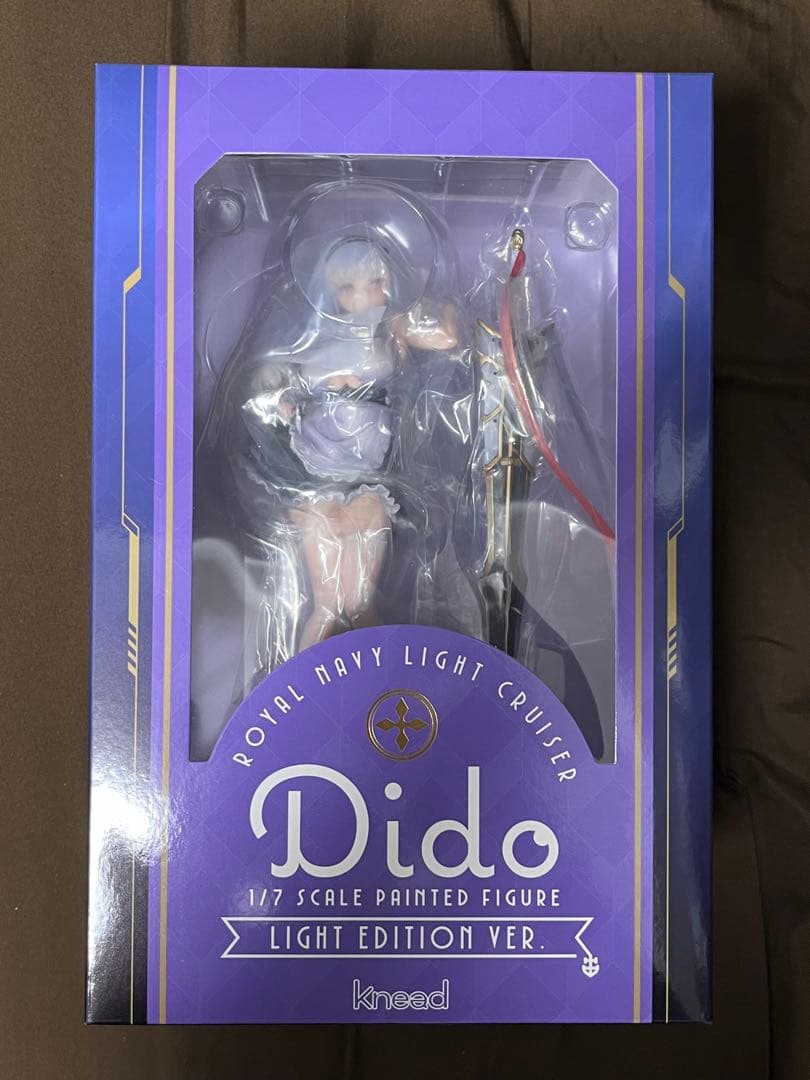 ROYAL NAVY LIGHT CRUISER
Dido
1/7 SCALE PAINTED FIGURE
LIGHT EDITION VER.
Knead